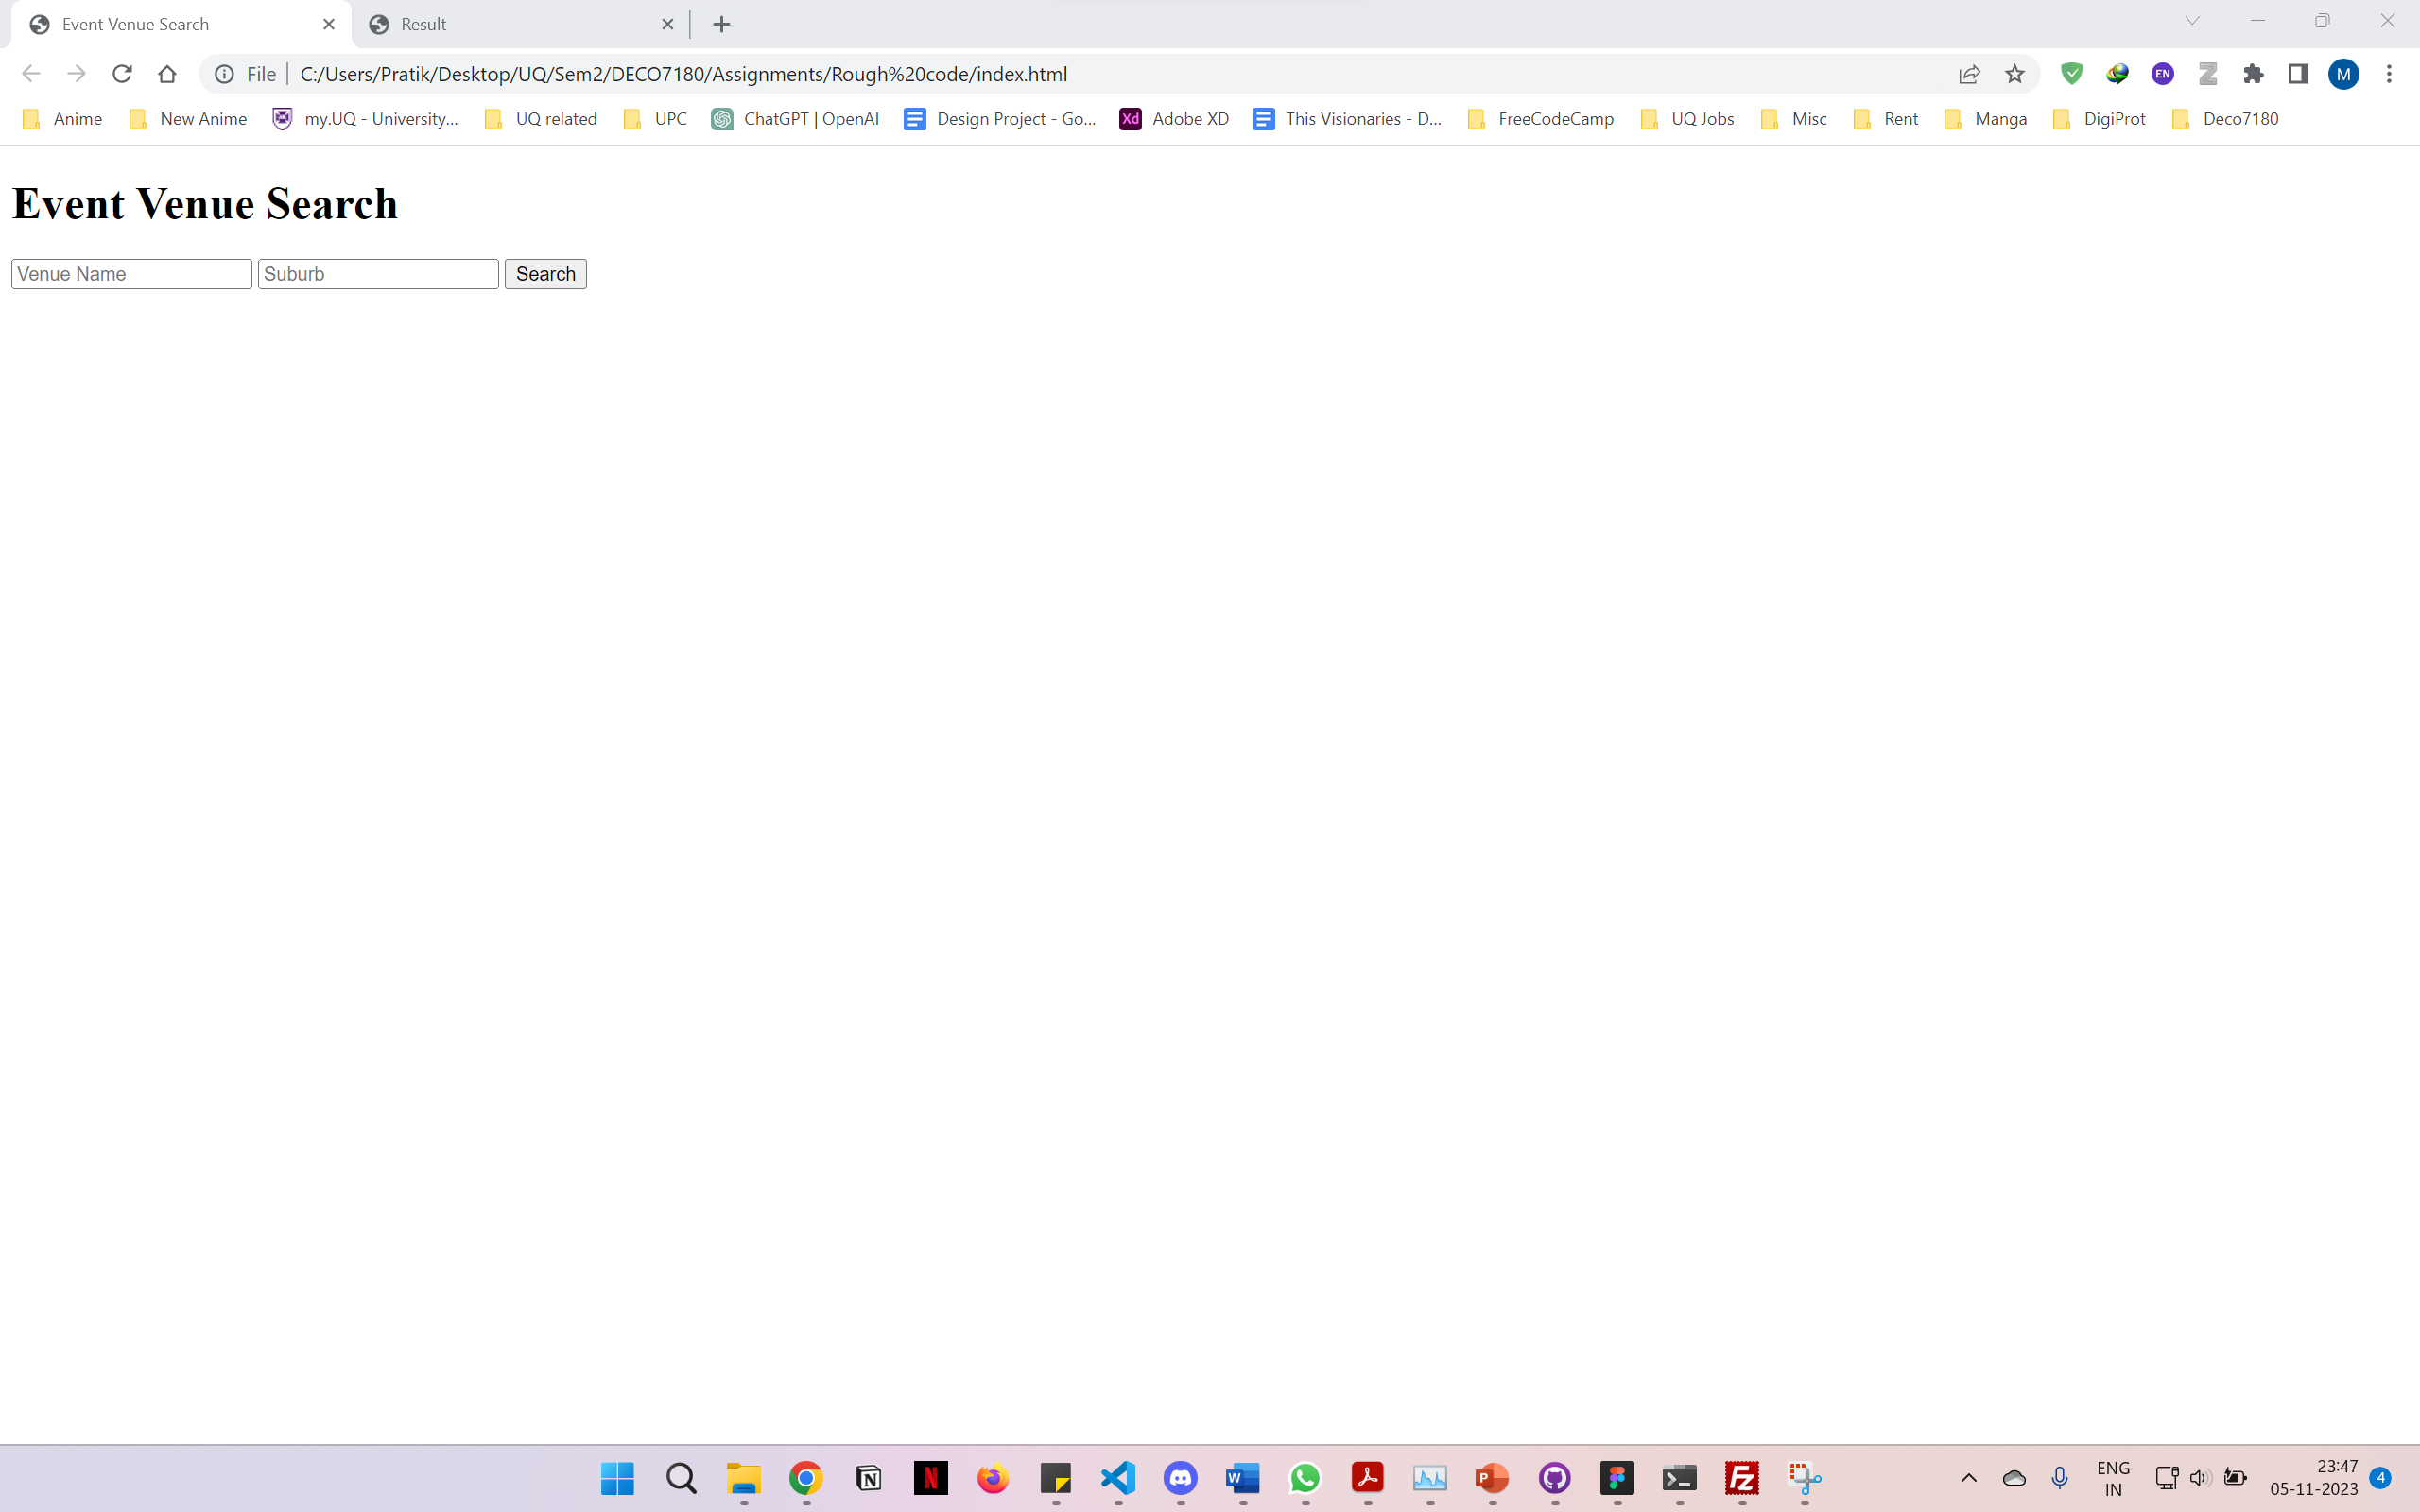 Event Venue Search
Result
File
C:/Users/Pratik/Desktop/UQ/Sem2/DECO7180/Assignments/Rough%20code/index.html
EN
M
Anime
New Anime
my.UQ - University...
UQ related
UPC
ChatGPT | OpenAI
Design Project - Go...
Xd
Adobe XD
This Visionaries - D...
FreeCodeCamp
UQ Jobs
Misc
Rent
Manga
DigiProt
Deco7180
Event Venue Search
Venue Name
Suburb
Search
ENG
IN
23:47
05-11-2023
4